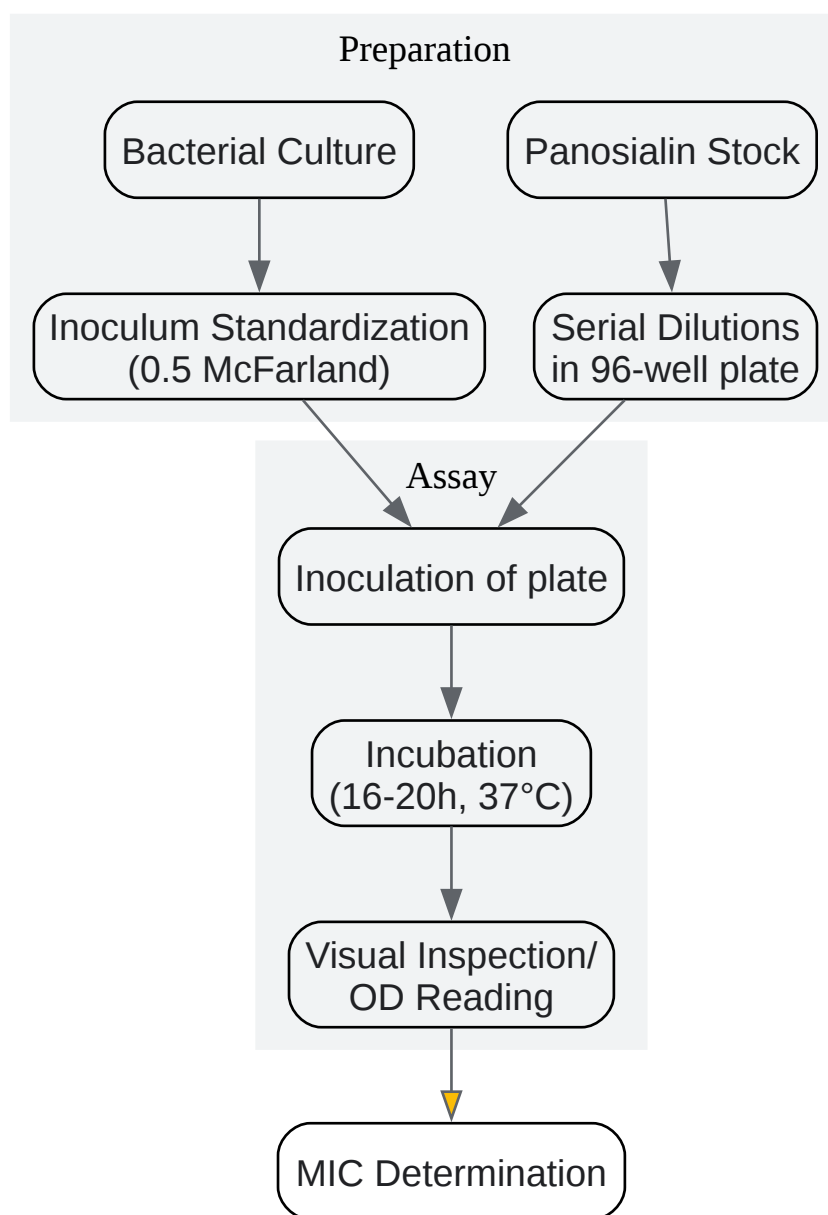 Preparation
Bacterial Culture
Panosialin Stock
Inoculum Standardization
(0.5 McFarland)
Serial Dilutions
in 96-well plate
Assay
Inoculation of plate
Incubation
(16-20h, 37°C)
Visual Inspection/
OD Reading
MIC Determination